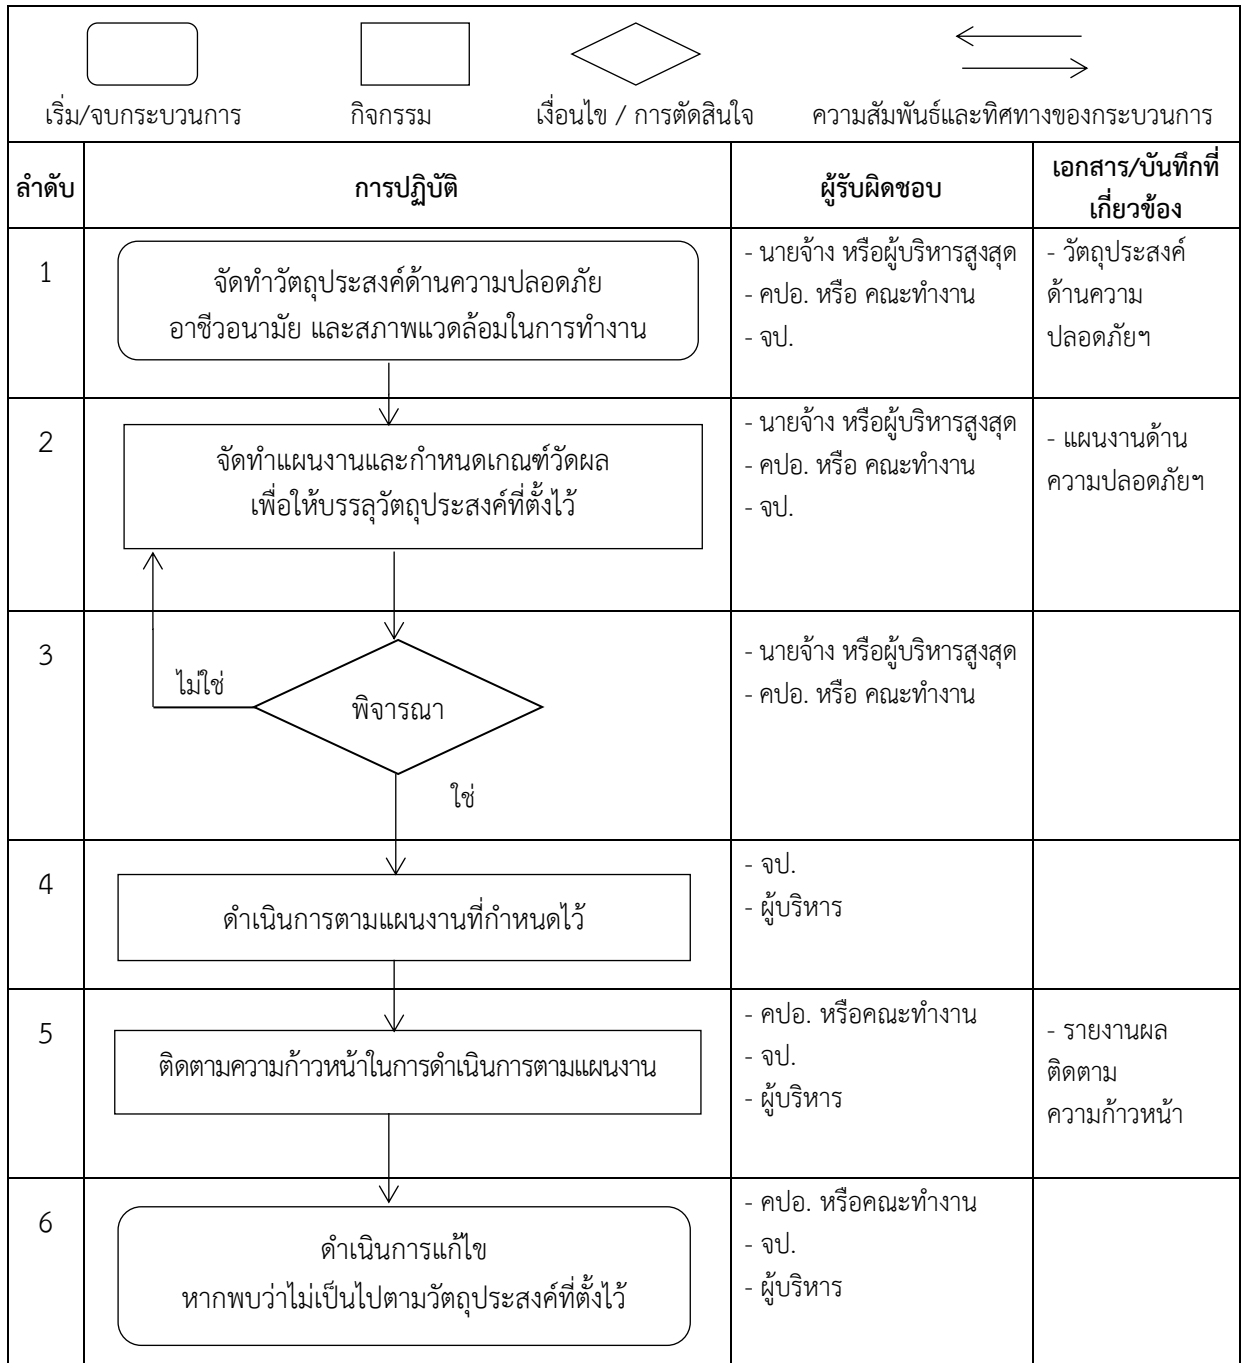 เริ่ม/จบกระบวนการ กิจกรรม เงื่อนไข / การตัดสินใจ ความสัมพันธ์และทิศทางของกระบวนการ
ลำดับ การปฏิบัติ ผู้รับผิดชอบ เอกสาร/บันทึกที่
เกี่ยวข้อง
1
จัดทำวัตถุประสงค์ด้านความปลอดภัย
อาชีวอนามัย และสภาพแวดล้อมในการทำงาน
- นายจ้าง หรือผู้บริหารสูงสุด
- คปอ. หรือ คณะทำงาน
- จป.
- วัตถุประสงค์
ด้านความ
ปลอดภัยฯ
2
จัดทำแผนงานและกำหนดเกณฑ์วัดผล
เพื่อให้บรรลุวัตถุประสงค์ที่ตั้งไว้
- นายจ้าง หรือผู้บริหารสูงสุด
- คปอ. หรือ คณะทำงาน
- จป.
- แผนงานด้าน
ความปลอดภัยฯ
3
ไม่ใช่
พิจารณา
ใช่
- นายจ้าง หรือผู้บริหารสูงสุด
- คปอ. หรือ คณะทำงาน
4
ดำเนินการตามแผนงานที่กำหนดไว้
- จป.
- ผู้บริหาร
5
ติดตามความก้าวหน้าในการดำเนินการตามแผนงาน
- คปอ. หรือคณะทำงาน
- จป.
- ผู้บริหาร
- รายงานผล
ติดตาม
ความก้าวหน้า
6
ดำเนินการแก้ไข
หากพบว่าไม่เป็นไปตามวัตถุประสงค์ที่ตั้งไว้
- คปอ. หรือคณะทำงาน
- จป.
- ผู้บริหาร